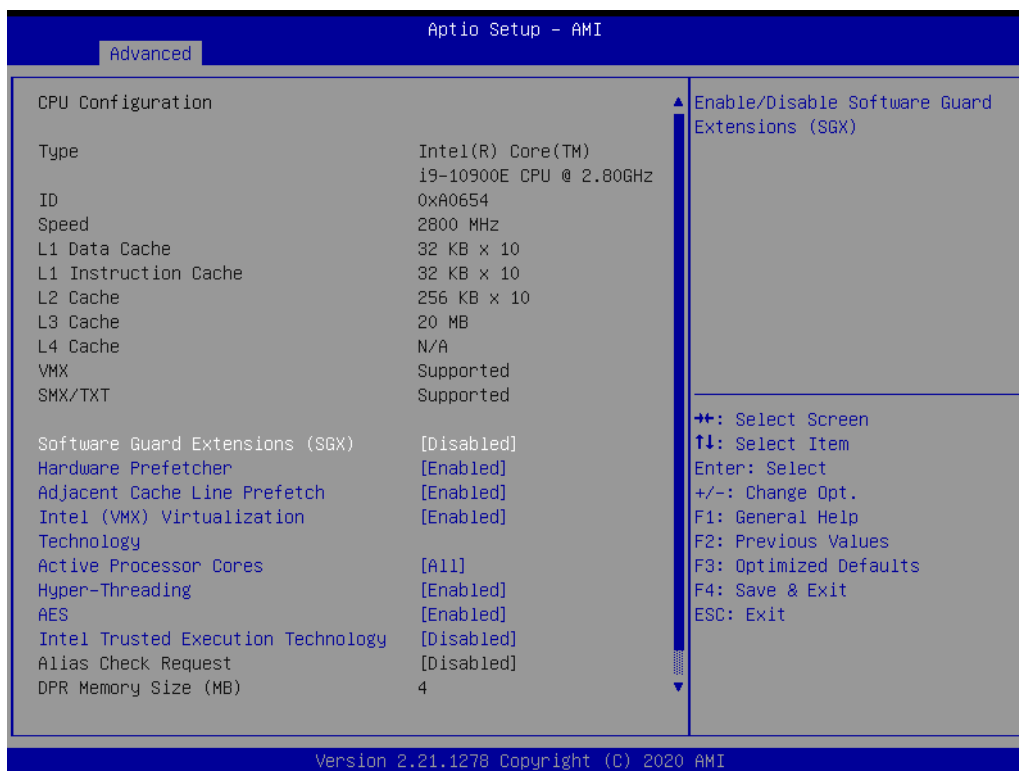 Aptio Setup – AMI
Advanced
CPU Configuration
Type Intel(R) Core(TM)
i9-10900E CPU @ 2.80GHz
ID 0xA0654
Speed 2800 MHz
L1 Data Cache 32 KB x 10
L1 Instruction Cache 32 KB x 10
L2 Cache 256 KB x 10
L3 Cache 20 MB
L4 Cache N/A
VMX Supported
SMX/TXT Supported
Software Guard Extensions (SGX) [Disabled]
Hardware Prefetcher [Enabled]
Adjacent Cache Line Prefetch [Enabled]
Intel (VMX) Virtualization [Enabled]
Technology
Active Processor Cores [All]
Hyper-Threading [Enabled]
AES [Enabled]
Intel Trusted Execution Technology [Disabled]
Alias Check Request [Disabled]
DPR Memory Size (MB) 4
Enable/Disable Software Guard
Extensions (SGX)
→←: Select Screen
↑↓: Select Item
Enter: Select
+/-: Change Opt.
F1: General Help
F2: Previous Values
F3: Optimized Defaults
F4: Save & Exit
ESC: Exit
Version 2.21.1278 Copyright (C) 2020 AMI